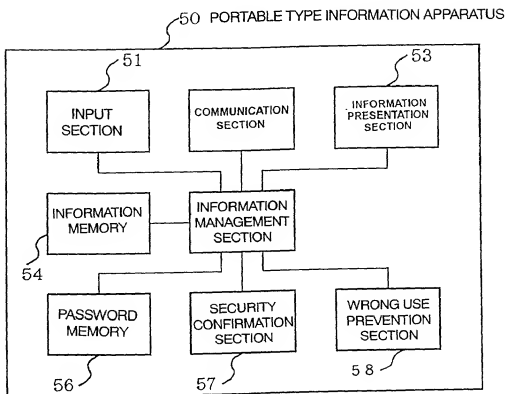 50 PORTABLE TYPE INFORMATION APPARATUS
51
53
INPUT
SECTION
COMMUNICATION
SECTION
INFORMATION
PRESENTATION
SECTION
INFORMATION
MEMORY
INFORMATION
MANAGEMENT
SECTION
54
PASSWORD
MEMORY
SECURITY
CONFIRMATION
SECTION
WRONG USE
PREVENTION
SECTION
56
57
58